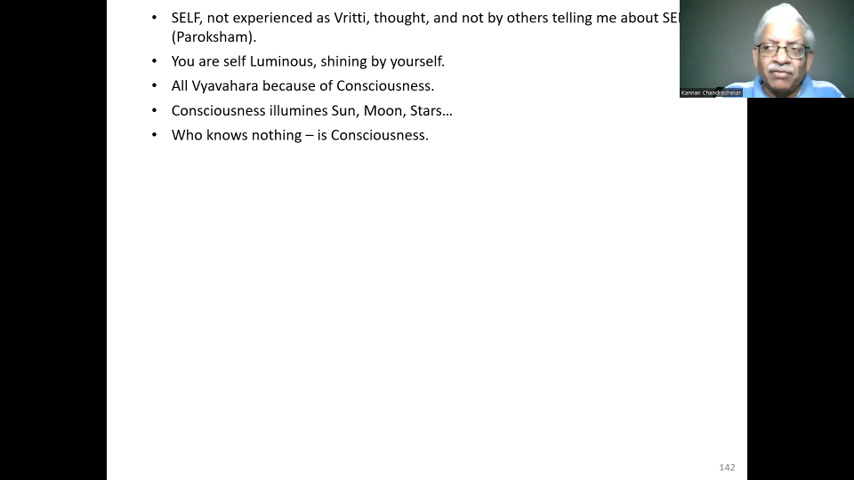 • SELF, not experienced as Vritti, thought, and not by others telling me about
(Paroksham).
• You are self Luminous, shining by yourself.
• All Vyavahara because of Consciousness.
• Consciousness illumines Sun, Moon, Stars…
• Who knows nothing – is Consciousness.
Kannan Chandrashekar
142